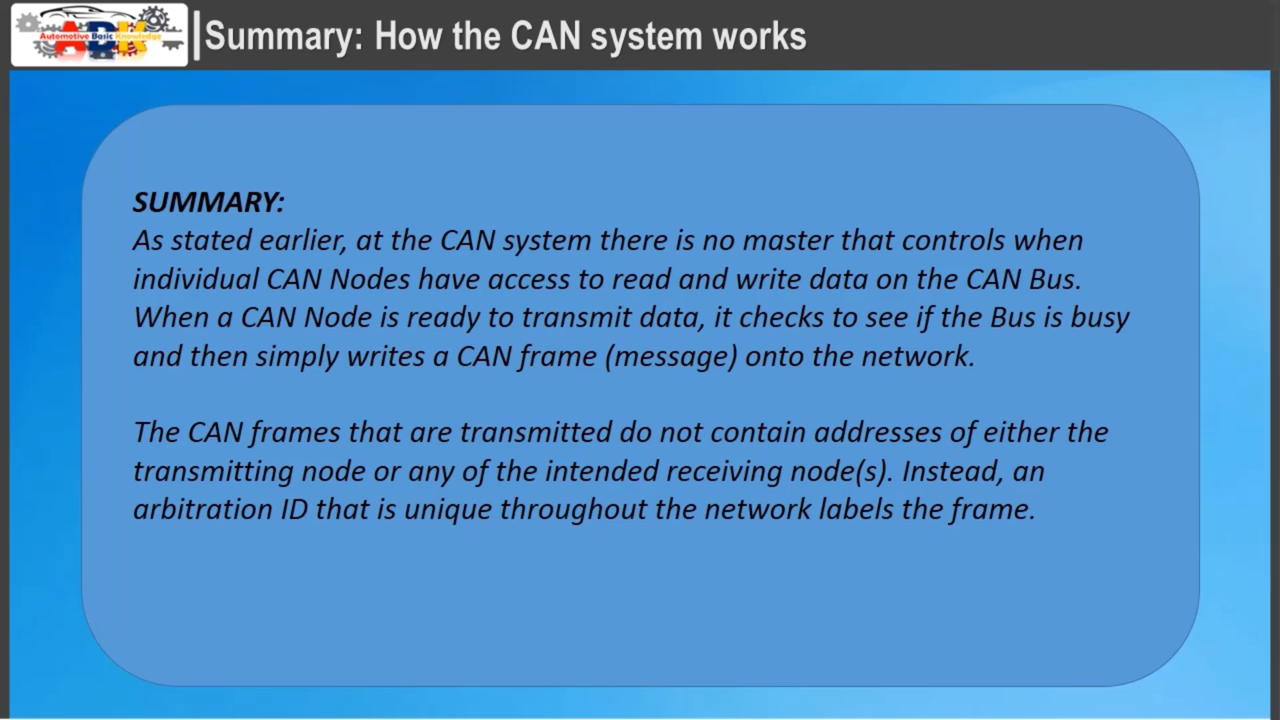 Automotive Basic Knowledge
ABK
Summary: How the CAN system works
SUMMARY:
As stated earlier, at the CAN system there is no master that controls when
individual CAN Nodes have access to read and write data on the CAN Bus.
When a CAN Node is ready to transmit data, it checks to see if the Bus is busy
and then simply writes a CAN frame (message) onto the network.
The CAN frames that are transmitted do not contain addresses of either the
transmitting node or any of the intended receiving node(s). Instead, an
arbitration ID that is unique throughout the network labels the frame.